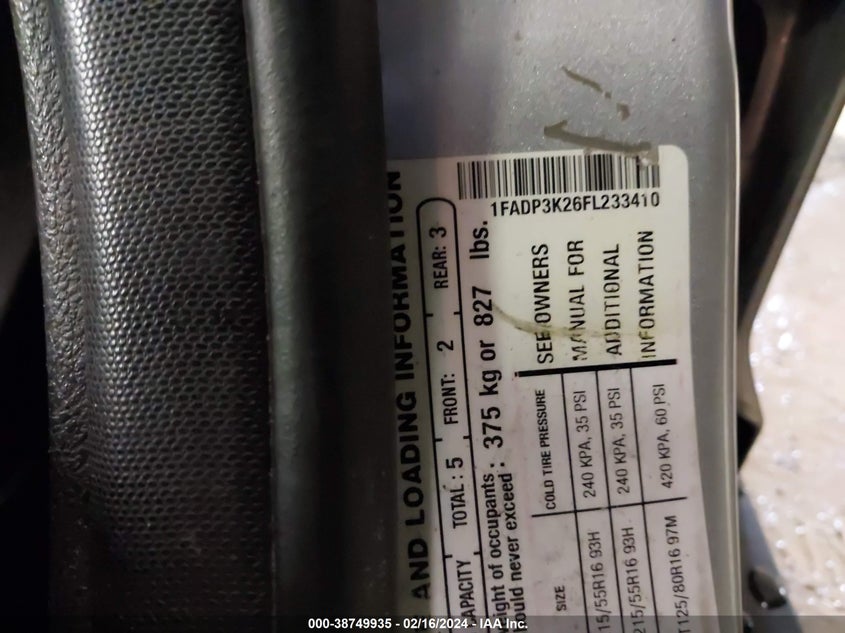 1FADP3K26FL233410
AND LOADING INFORMATION
CAPACITY TOTAL: 5 FRONT: 2 REAR: 3
of occupants: 375 kg or 827 lbs.
never exceed:
SIZE COLD TIRE PRESSURE SEE OWNERS
15/55R16 93H 240 KPA, 35 PSI MANUAL FOR
215/55R16 93H 240 KPA, 35 PSI ADDITIONAL
125/80R16 97M 420 KPA, 60 PSI INFORMATION
000-38749935 - 02/16/2024 - IAA Inc.